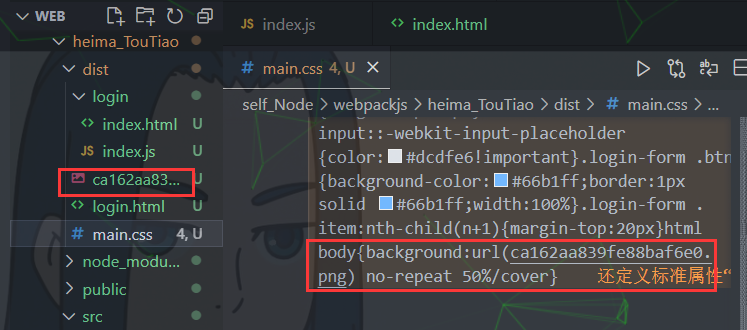 WEB
heima_TouTiao
dist
login
index.html U
index.js U
ca162aa83... U
login.html U
# main.css 4, U
node_modu...
public
src
JS index.js
<> index.html
# main.css 4, U
self_Node > webpackjs > heima_TouTiao > dist > # main.css > ...
input::-webkit-input-placeholder
{color:#dcdfe6!important}.login-form .btn
{background-color:#66b1ff;border:1px
solid #66b1ff;width:100%}.login-form .
item:nth-child(n+1){margin-top:20px}html
body{background:url(ca162aa839fe88baf6e0.
png) no-repeat 50%/cover} 还定义标准属性“